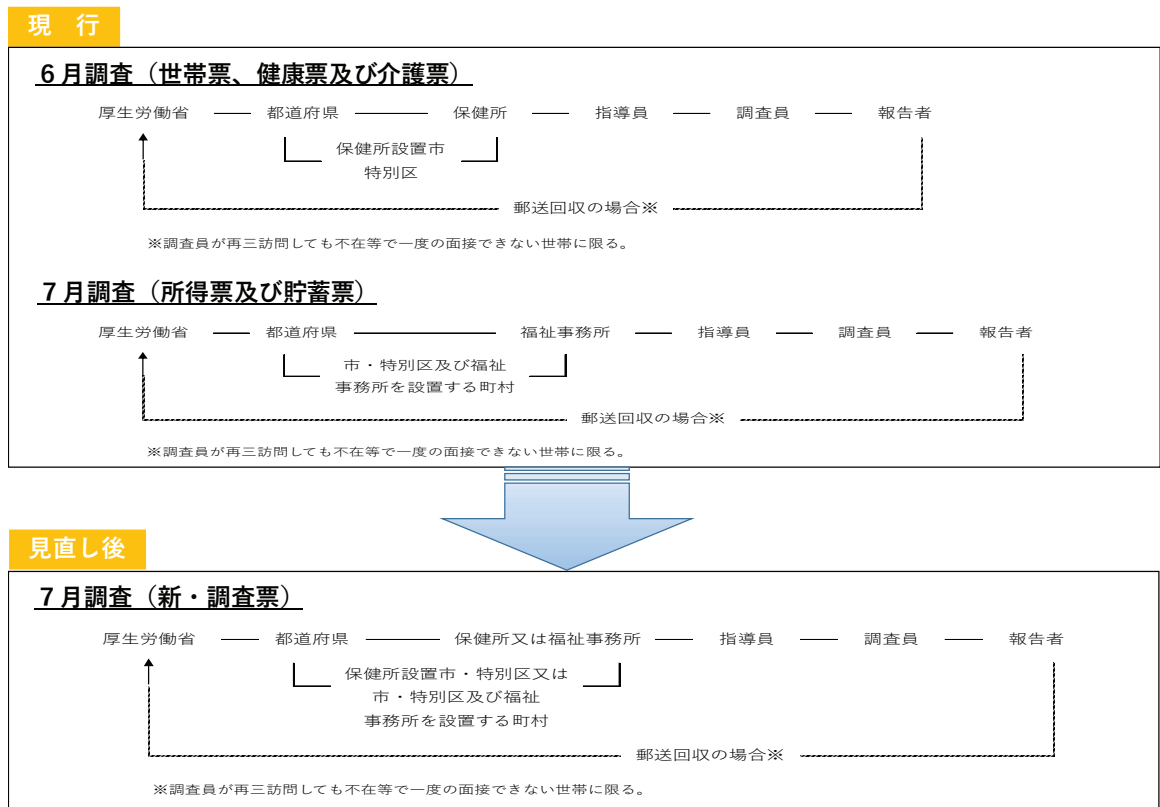 現 行
６月調査（世帯票、健康票及び介護票）
厚生労働省 都道府県 保健所 指導員 調査員 報告者
保健所設置市
特別区
郵送回収の場合※
※調査員が再三訪問しても不在等で一度の面接できない世帯に限る。
７月調査（所得票及び貯蓄票）
厚生労働省 都道府県 福祉事務所 指導員 調査員 報告者
市・特別区及び福祉
事務所を設置する町村
郵送回収の場合※
※調査員が再三訪問しても不在等で一度の面接できない世帯に限る。
見直し後
７月調査（新・調査票）
厚生労働省 都道府県 保健所又は福祉事務所 指導員 調査員 報告者
保健所設置市・特別区又は
市・特別区及び福祉
事務所を設置する町村
郵送回収の場合※
※調査員が再三訪問しても不在等で一度の面接できない世帯に限る。